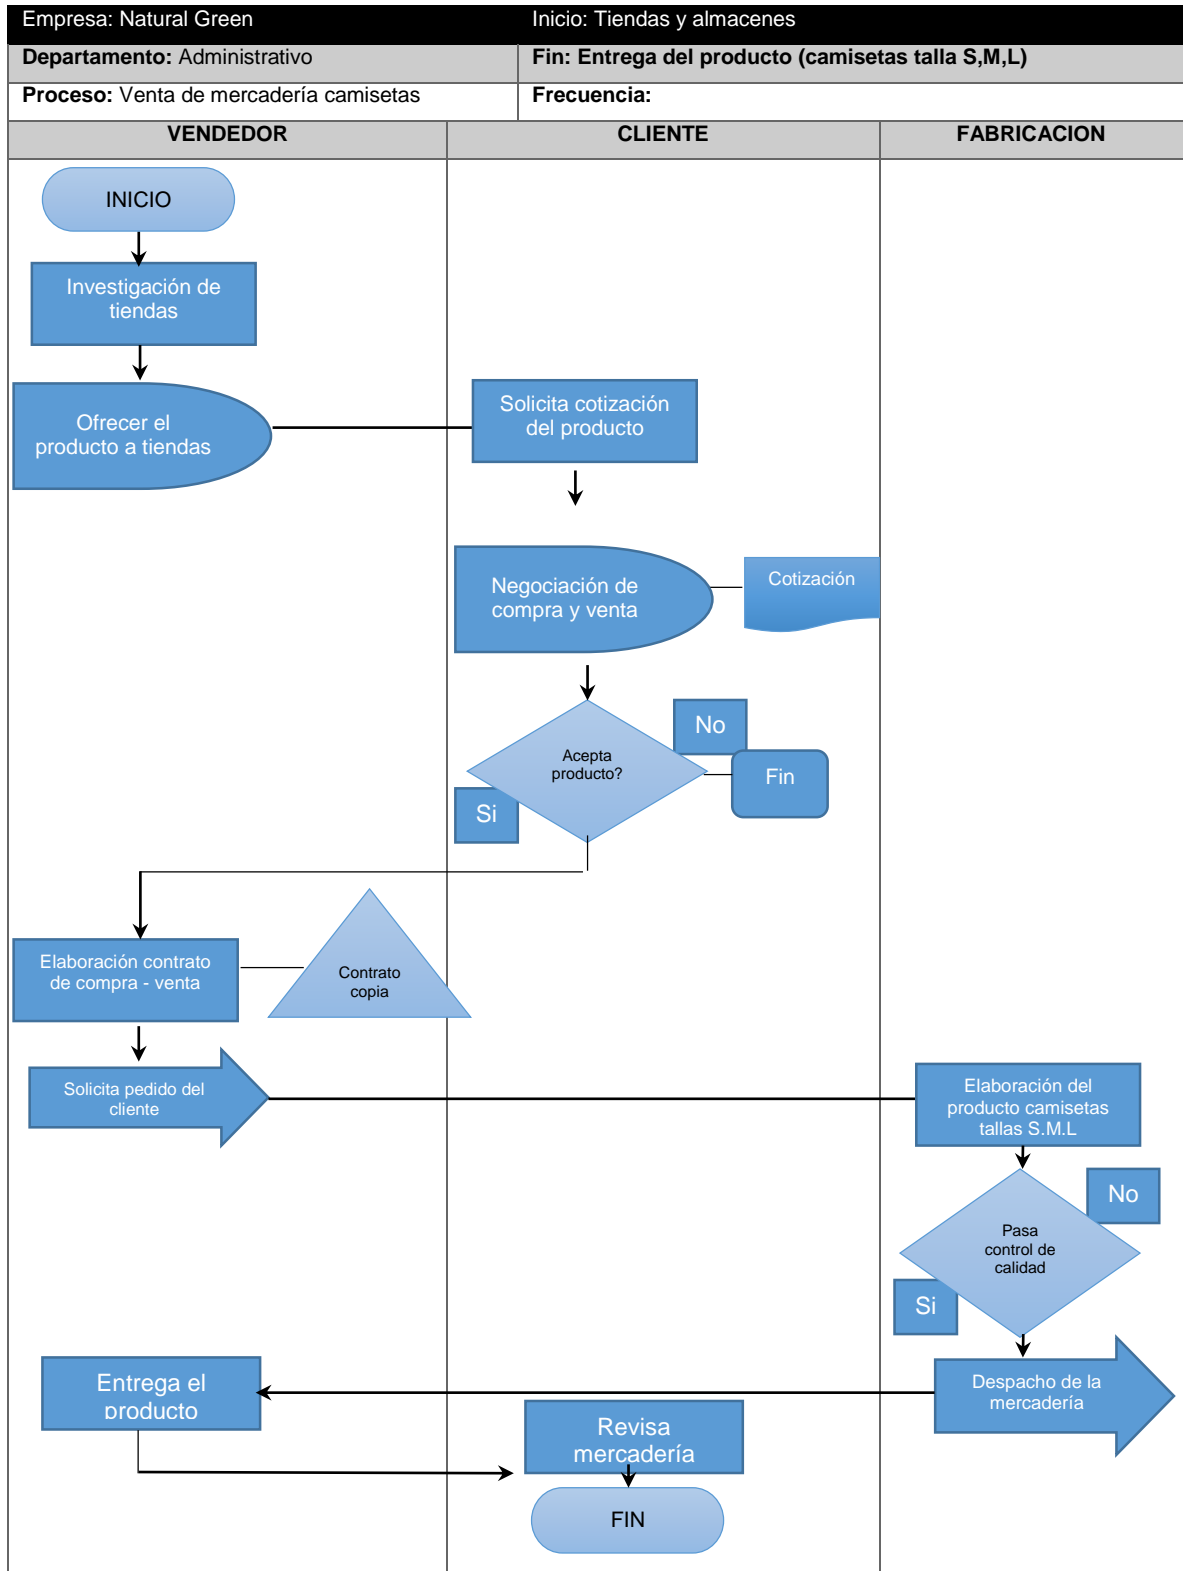 Empresa: Natural Green
Inicio: Tiendas y almacenes
Departamento: Administrativo
Fin: Entrega del producto (camisetas talla S,M,L)
Proceso: Venta de mercadería camisetas
Frecuencia:
VENDEDOR
CLIENTE
FABRICACION
INICIO
Investigación de
tiendas
Ofrecer el
producto a tiendas
Solicita cotización
del producto
Negociación de
compra y venta
Cotización
Acepta
producto?
No
Fin
Si
Elaboración contrato
de compra - venta
Contrato
copia
Solicita pedido del
cliente
Elaboración del
producto camisetas
tallas S.M.L
Pasa
control de
calidad
No
Si
Despacho de la
mercadería
Entrega el
producto
Revisa
mercadería
FIN